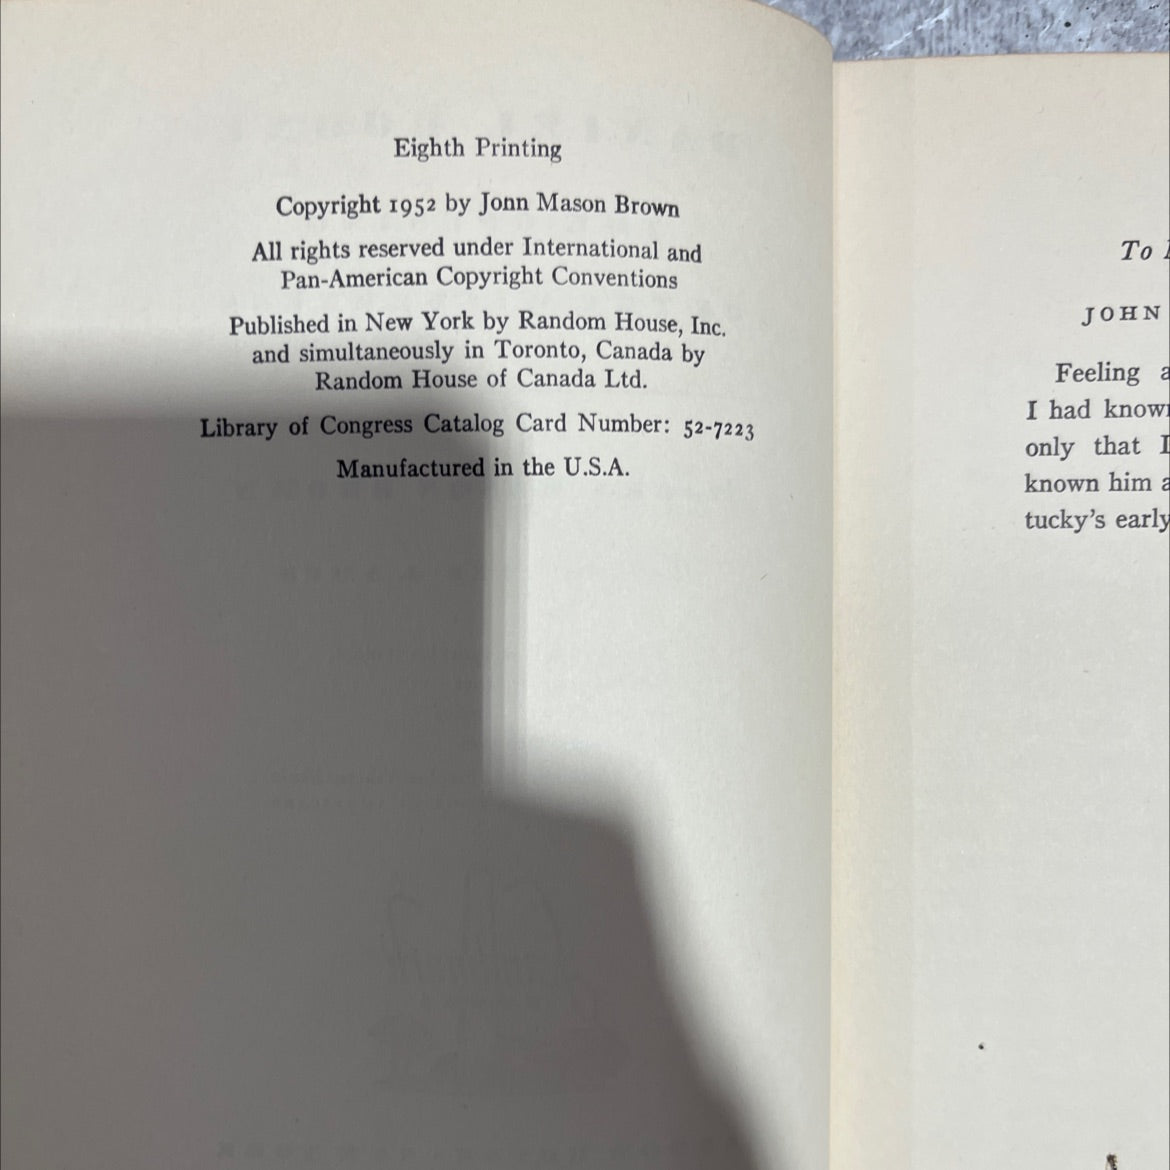 Eighth Printing
Copyright 1952 by Jonn Mason Brown
All rights reserved under International and
Pan-American Copyright Conventions
Published in New York by Random House, Inc.
and simultaneously in Toronto, Canada by
Random House of Canada Ltd.
Library of Congress Catalog Card Number: 52-7223
Manufactured in the U.S.A.
To
JOHN
Feeling a
I had know
only that I
known him a
tucky's early